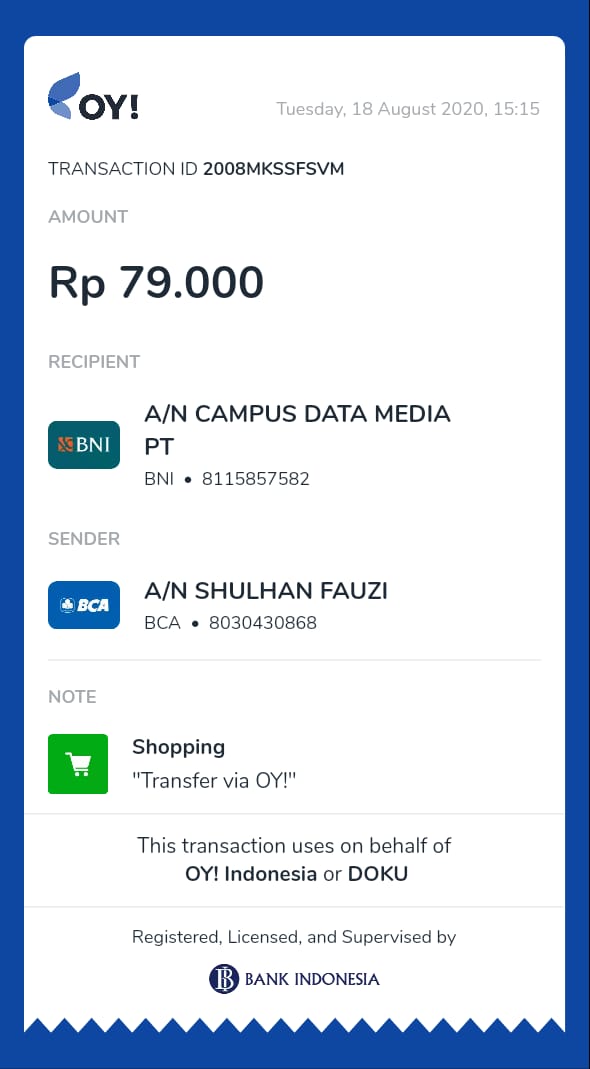 OY!
Tuesday, 18 August 2020, 15:15
TRANSACTION ID 2008MKSSFSVM
AMOUNT
Rp 79.000
RECIPIENT
A/N CAMPUS DATA MEDIA
PT
BNI
BNI • 8115857582
SENDER
A/N SHULHAN FAUZI
BCA
BCA • 8030430868
NOTE
Shopping
"Transfer via OY!"
This transaction uses on behalf of
OY! Indonesia or DOKU
Registered, Licensed, and Supervised by
BANK INDONESIA